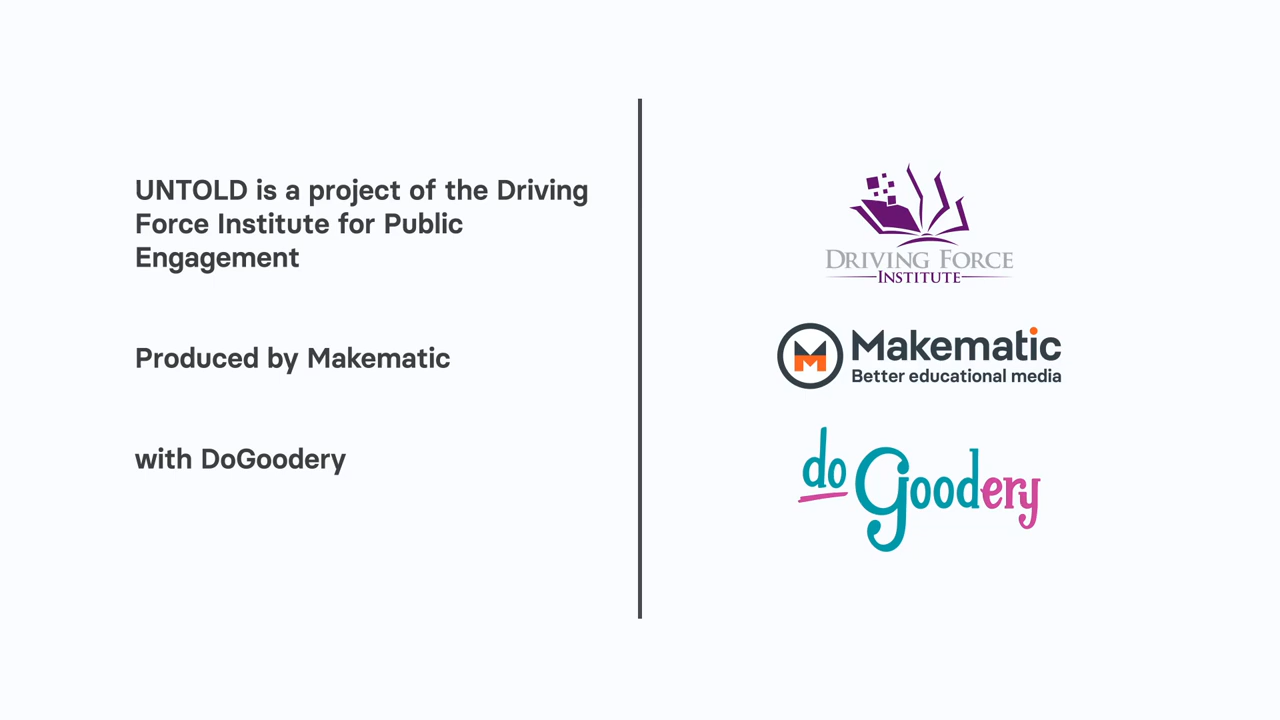 UNTOLD is a project of the Driving
Force Institute for Public
Engagement
Produced by Makematic
with DoGoodery
DRIVING FORCE
INSTITUTE
Makematic
Better educational media
do Goodery